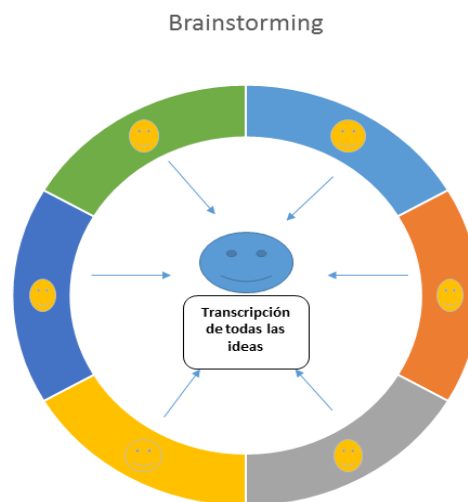 Brainstorming
Transcripción
de todas las
ideas